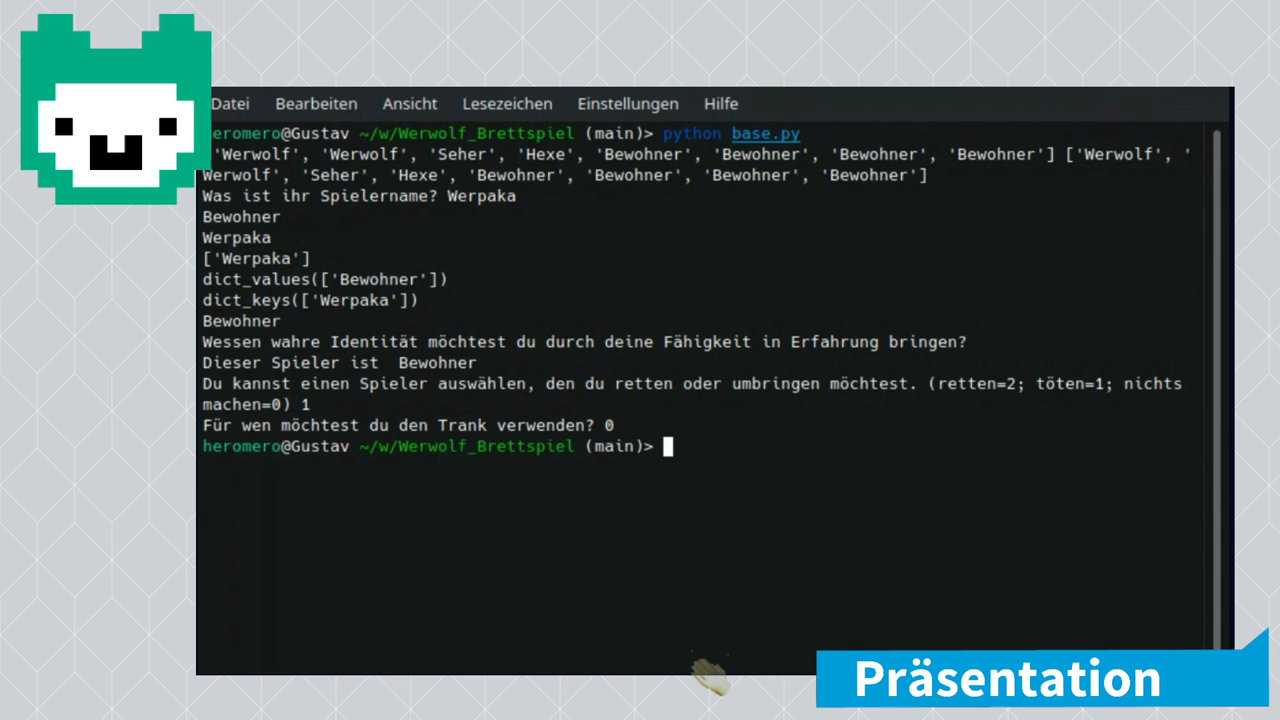 Datei Bearbeiten Ansicht Lesezeichen Einstellungen Hilfe
heromero@Gustav ~/w/Werwolf_Brettspiel (main)> python base.py
'Werwolf', 'Werwolf', 'Seher', 'Hexe', 'Bewohner', 'Bewohner', 'Bewohner', 'Bewohner'] ['Werwolf', '
Werwolf', 'Seher', 'Hexe', 'Bewohner', 'Bewohner', 'Bewohner', 'Bewohner']
Was ist ihr Spielername? Werpaka
Bewohner
Werpaka
['Werpaka']
dict_values(['Bewohner'])
dict_keys(['Werpaka'])
Bewohner
Wessen wahre Identität möchtest du durch deine Fähigkeit in Erfahrung bringen?
Dieser Spieler ist  Bewohner
Du kannst einen Spieler auswählen, den du retten oder umbringen möchtest. (retten=2; töten=1; nichts
machen=0) 1
Für wen möchtest du den Trank verwenden? 0
heromero@Gustav ~/w/Werwolf_Brettspiel (main)>
Präsentation